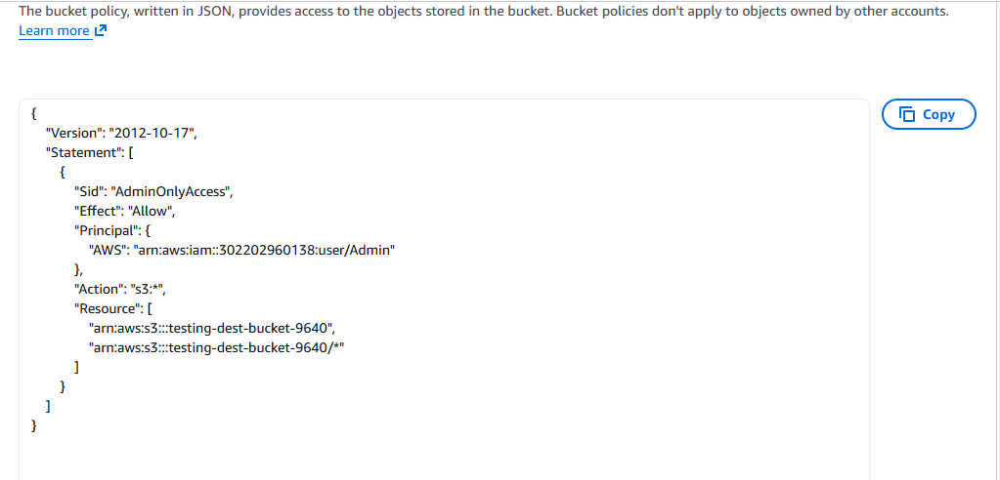 The bucket policy, written in JSON, provides access to the objects stored in the bucket. Bucket policies don't apply to objects owned by other accounts.
Learn more
Copy
{
"Version": "2012-10-17",
"Statement": [
{
"Sid": "AdminOnlyAccess",
"Effect": "Allow",
"Principal": {
"AWS": "arn:aws:iam::302202960138:user/Admin"
},
"Action": "s3:*",
"Resource": [
"arn:aws:s3:::testing-dest-bucket-9640",
"arn:aws:s3:::testing-dest-bucket-9640/*"
]
}
]
}